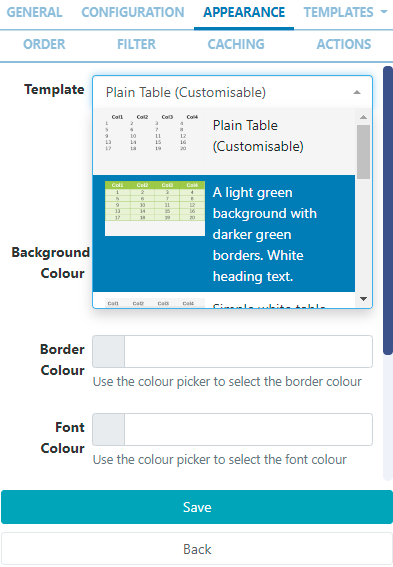 GENERAL CONFIGURATION APPEARANCE TEMPLATES
ORDER FILTER CACHING ACTIONS
Template
Plain Table (Customisable)
Col1 Col2 Col3 Col4
1 2 3 4
5 6 7 8
9 10 11 12
13 14 15 16
17 18 19 20
Plain Table
(Customisable)
Col1 Col2 Col3 Col4
1 2 3 4
5 6 7 8
9 10 11 12
13 14 15 16
17 18 19 20
A light green
background with
darker green
borders. White
heading text.
Col1 Col2 Col3 Col4
Simple white table
Background
Colour
Border
Colour
Use the colour picker to select the border colour
Font
Colour
Use the colour picker to select the font colour
Save
Back